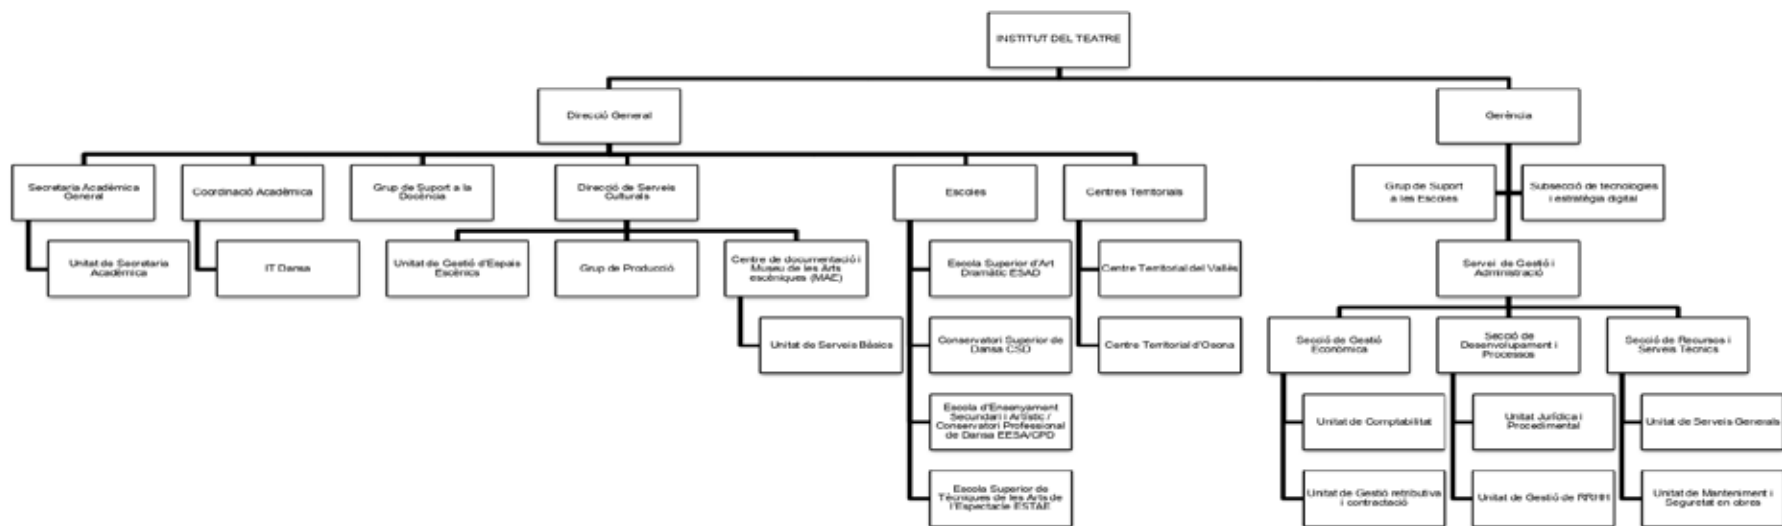 INSTITUT DEL TEATRE
Direcció General
Gerència
Secretaria Acadèmica
General
Coordinació Acadèmica
Grup de Suport a la
Docència
Direcció de Serveis
Culturals
Escoles
Centres Territorials
Grup de Suport
a les Escoles
Subsecció de tecnologies
i estratègia digital
Unitat de Secretaria
Acadèmica
IT Dansa
Unitat de Gestió d'Espais
Escènics
Grup de Producció
Centre de documentació i
Museu de les Arts
escèniques (MAE)
Escola Superior d'Art
Dramàtic ESAD
Centre Territorial del Vallès
Servei de Gestió i
Administració
Unitat de Serveis Bàsics
Conservatori Superior de
Dansa CSD
Centre Territorial d'Osona
Secció de Gestió
Econòmica
Secció de
Desenvolupament i
Processos
Secció de Recursos i
Serveis Tècnics
Escola d'Ensenyament
Secundari i Artístic /
Conservatori Professional
de Dansa EESA/CPD
Unitat de Comptabilitat
Unitat Jurídica i
Procedimental
Unitat de Serveis Generals
Escola Superior de
Tècniques de les Arts de
l'Espectacle ESTAE
Unitat de Gestió retributiva
i contractació
Unitat de Gestió de RRHH
Unitat de Manteniment i
Seguretat en obres